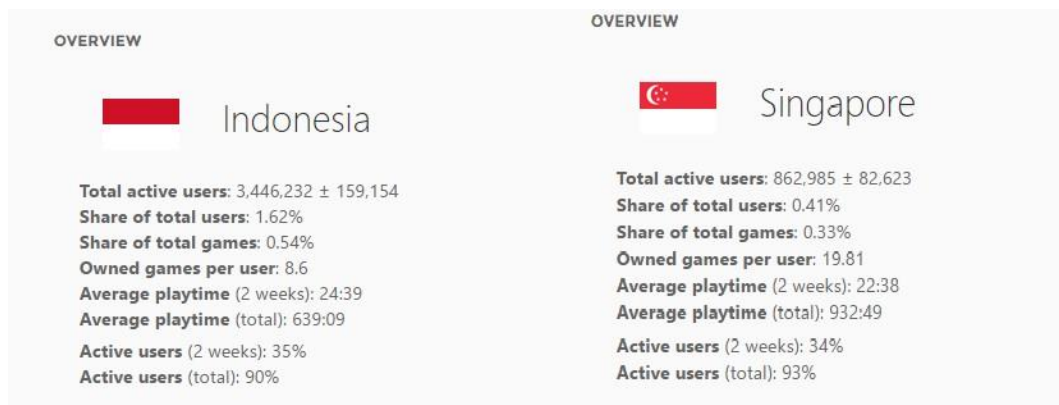 OVERVIEW
Indonesia
Total active users: 3,446,232 ± 159,154
Share of total users: 1.62%
Share of total games: 0.54%
Owned games per user: 8.6
Average playtime (2 weeks): 24:39
Average playtime (total): 639:09
Active users (2 weeks): 35%
Active users (total): 90%
OVERVIEW
Singapore
Total active users: 862,985 ± 82,623
Share of total users: 0.41%
Share of total games: 0.33%
Owned games per user: 19.81
Average playtime (2 weeks): 22:38
Average playtime (total): 932:49
Active users (2 weeks): 34%
Active users (total): 93%